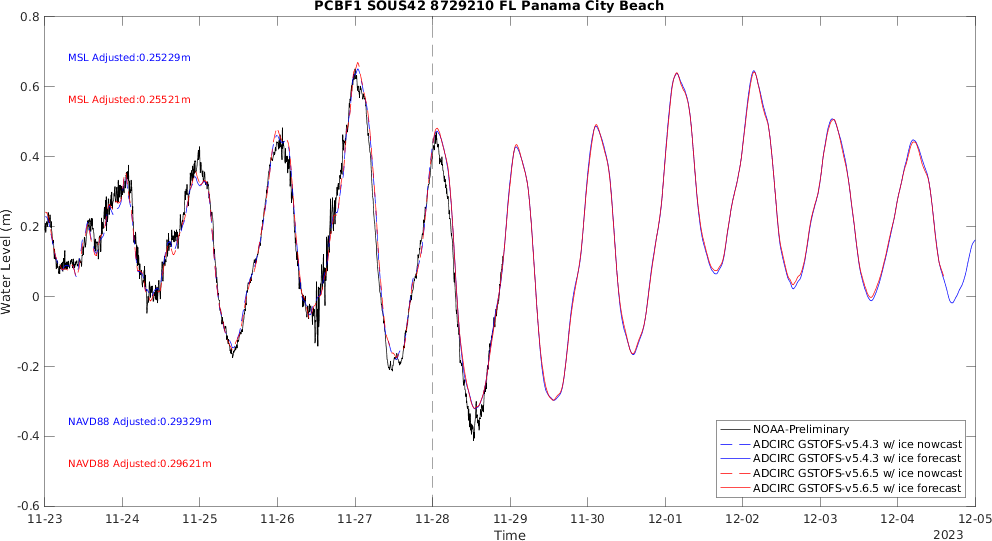 PCBF1 SOUS42 8729210 FL Panama City Beach
0.8
0.6
0.4
0.2
0
-0.2
-0.4
-0.6
Water Level (m)
MSL Adjusted:0.25229m
MSL Adjusted:0.25521m
NAVD88 Adjusted:0.29329m
NAVD88 Adjusted:0.29621m
NOAA-Preliminary
ADCIRC GSTOFS-v5.4.3 w/ ice nowcast
ADCIRC GSTOFS-v5.4.3 w/ ice forecast
ADCIRC GSTOFS-v5.6.5 w/ ice nowcast
ADCIRC GSTOFS-v5.6.5 w/ ice forecast
11-23 11-24 11-25 11-26 11-27 11-28 11-29 11-30 12-01 12-02 12-03 12-04 12-05
Time
2023